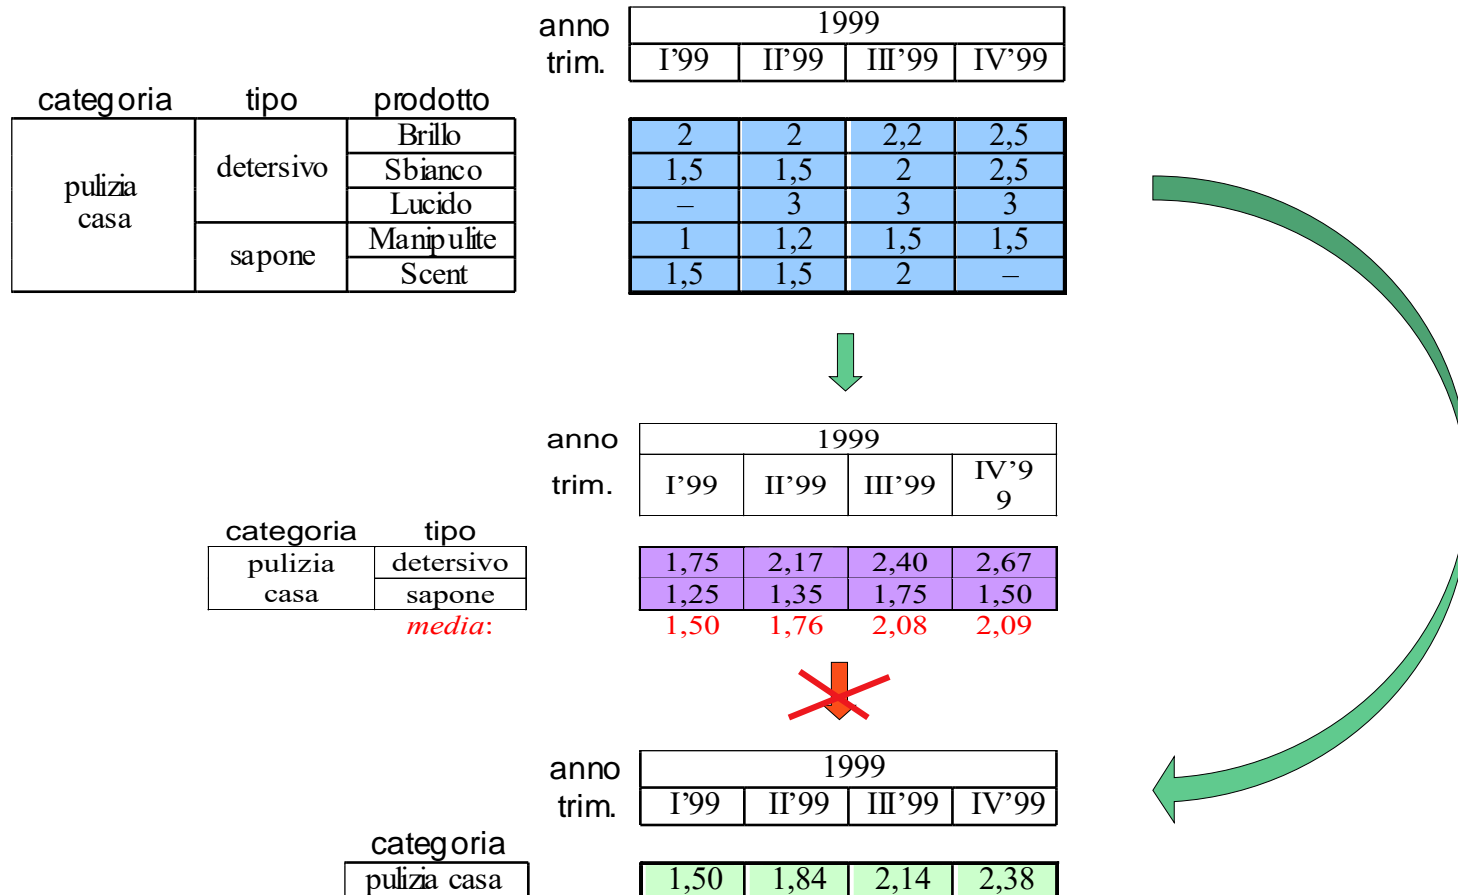 anno 1999
trim. I’99 II’99 III’99 IV’99
categoria tipo prodotto
pulizia casa detersivo Brillo 2 2 2,2 2,5
Sbianco 1,5 1,5 2 2,5
Lucido – 3 3 3
sapone Manipulite 1 1,2 1,5 1,5
Scent 1,5 1,5 2 –
anno 1999
trim. I’99 II’99 III’99 IV’9
9
categoria tipo
pulizia detersivo 1,75 2,17 2,40 2,67
casa sapone 1,25 1,35 1,75 1,50
media: 1,50 1,76 2,08 2,09
anno 1999
trim. I’99 II’99 III’99 IV’99
categoria
pulizia casa 1,50 1,84 2,14 2,38